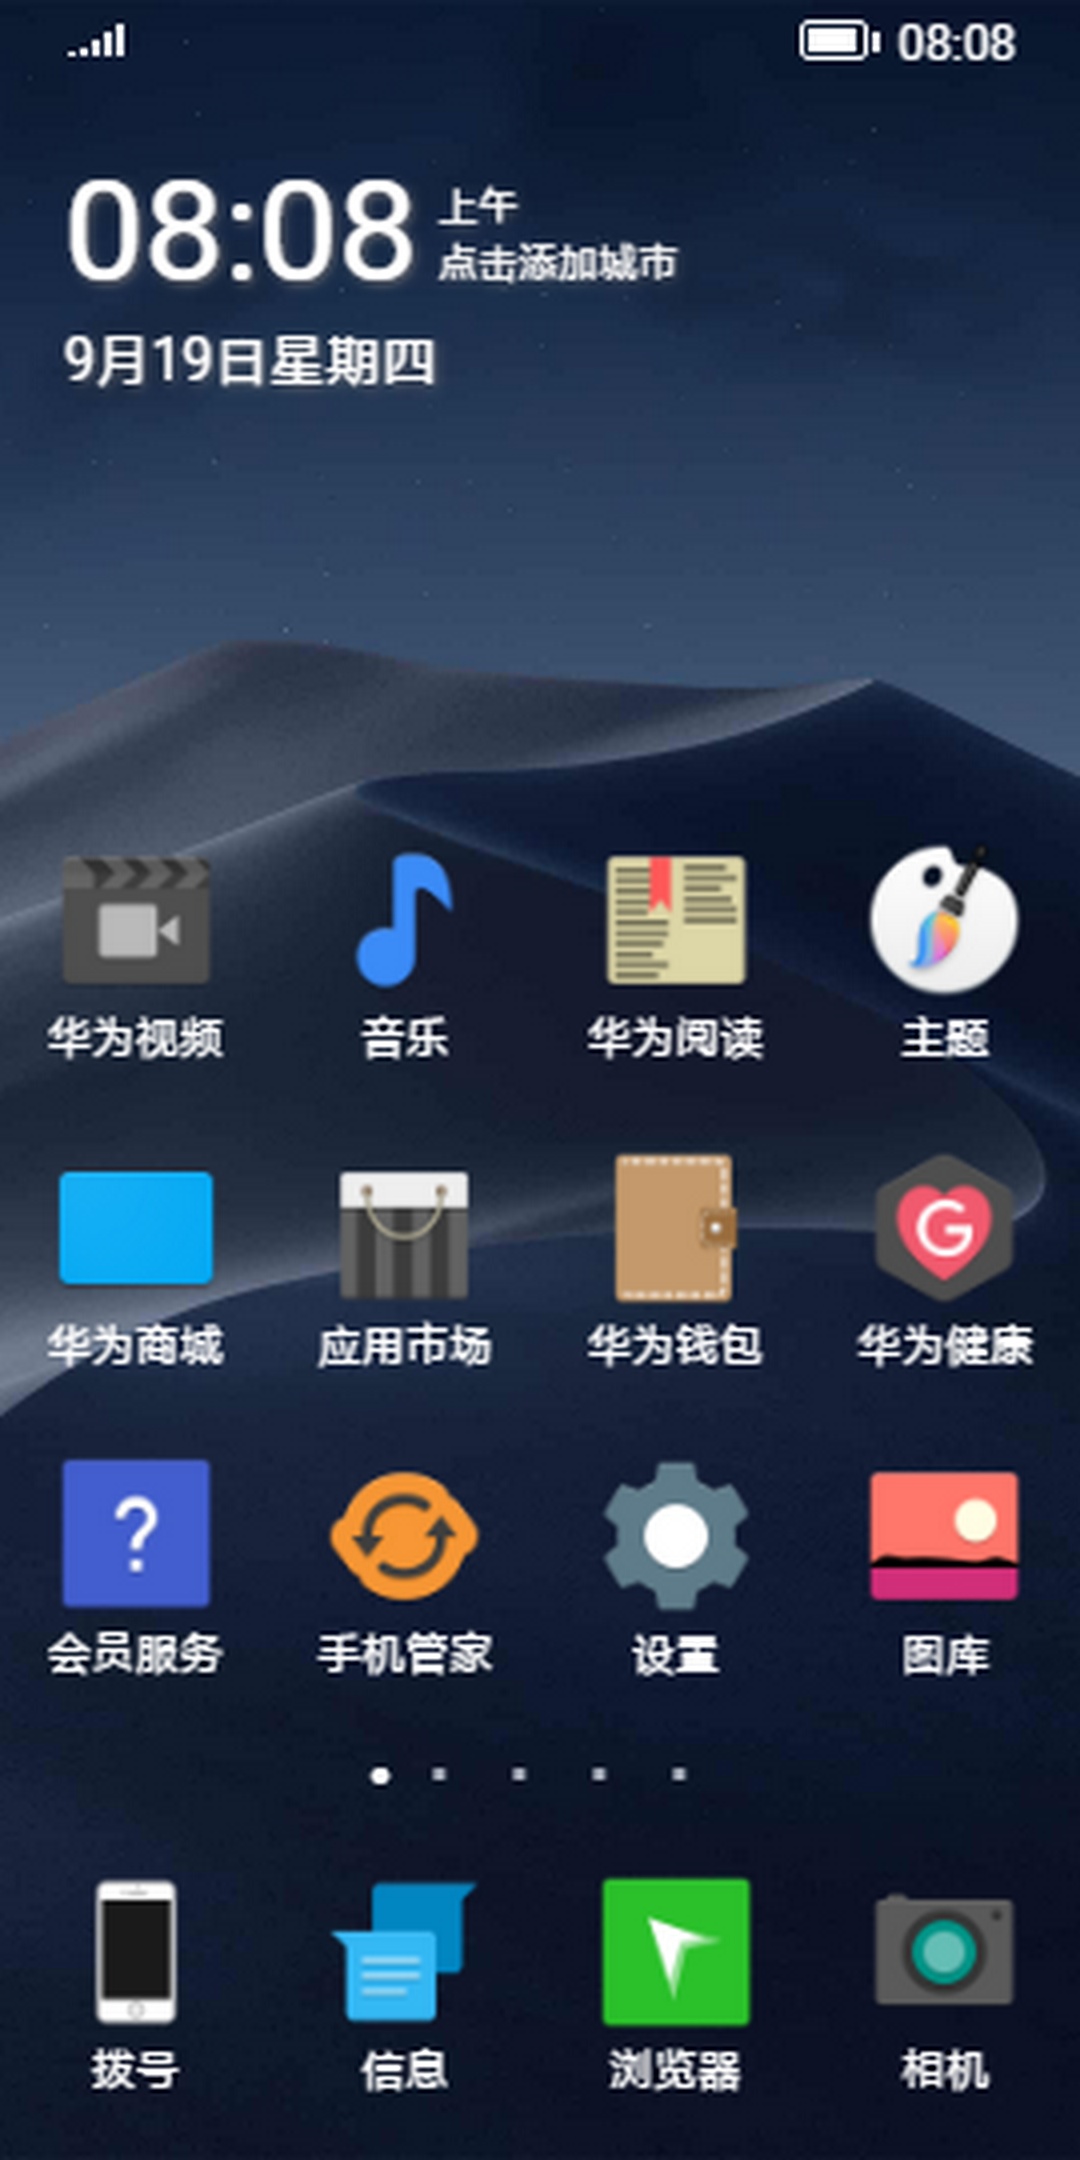 08:08
08:08
上午
点击添加城市
9月19日星期四
华为视频
音乐
华为阅读
主题
华为商城
应用市场
华为钱包
G
华为健康
?
会员服务
手机管家
设置
图库
拨号
信息
浏览器
相机